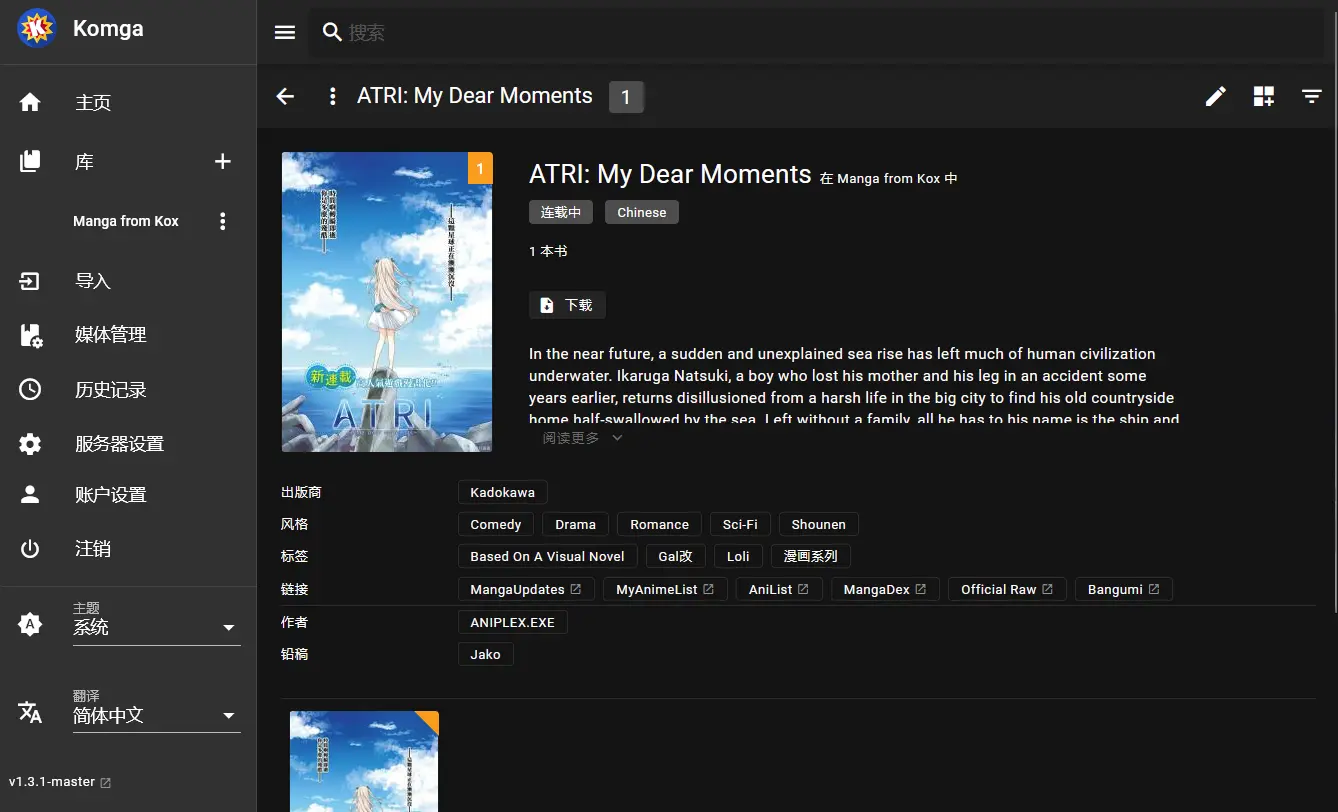 Komga
主页
库
Manga from Kox
导入
媒体管理
历史记录
服务器设置
账户设置
注销
主题
系统
翻译
简体中文
v1.3.1-master
搜索
ATRI: My Dear Moments 1
1
新連載
ATRI
ATRI: My Dear Moments 在 Manga from Kox 中
连载中 Chinese
1 本书
下载
In the near future, a sudden and unexplained sea rise has left much of human civilization
underwater. Ikaruga Natsuki, a boy who lost his mother and his leg in an accident some
years earlier, returns disillusioned from a harsh life in the big city to find his old countryside
home half-swallowed by the sea. Left without a family, all he has to his name is the ship and
阅读更多
出版商 Kadokawa
风格 Comedy Drama Romance Sci-Fi Shounen
标签 Based On A Visual Novel Gal改 Loli 漫画系列
链接 MangaUpdates MyAnimeList AniList MangaDex Official Raw Bangumi
作者 ANIPLEX.EXE
铅稿 Jako